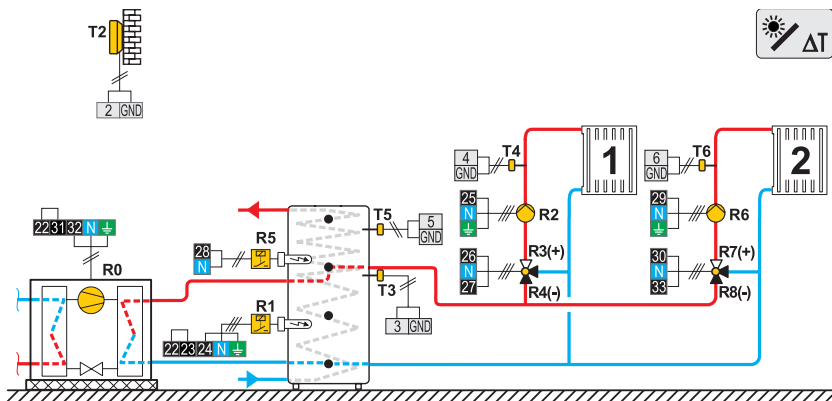 T2
ΔT
2 GND
4
GND
T4
1
6
GND
T6
2
22 31 32 N
R0
25
N
R2
29
N
R6
T5
5
GND
28
N
R5
26
N
27
R3(+)
R4(-)
30
N
33
R7(+)
R8(-)
T3
R1
22 23 24 N
3 GND